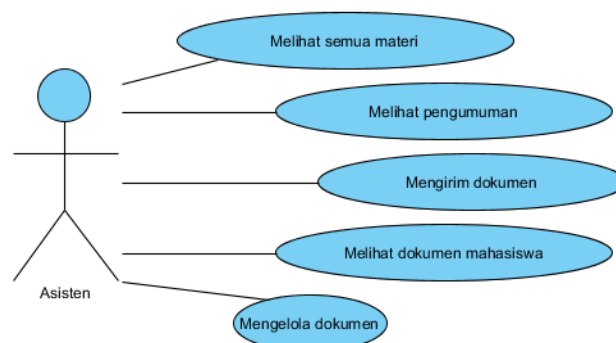 Melihat semua materi
Melihat pengumuman
Mengirim dokumen
Melihat dokumen mahasiswa
Asisten
Mengelola dokumen